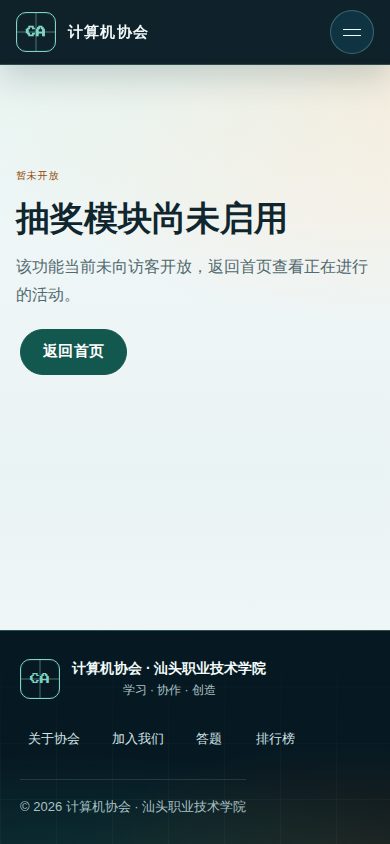 CA 计算机协会
暂未开放
抽奖模块尚未启用
该功能当前未向访客开放，返回首页查看正在进行
的活动。
返回首页
CA 计算机协会 · 汕头职业技术学院
学习 · 协作 · 创造
关于协会 加入我们 答题 排行榜
© 2026 计算机协会 · 汕头职业技术学院